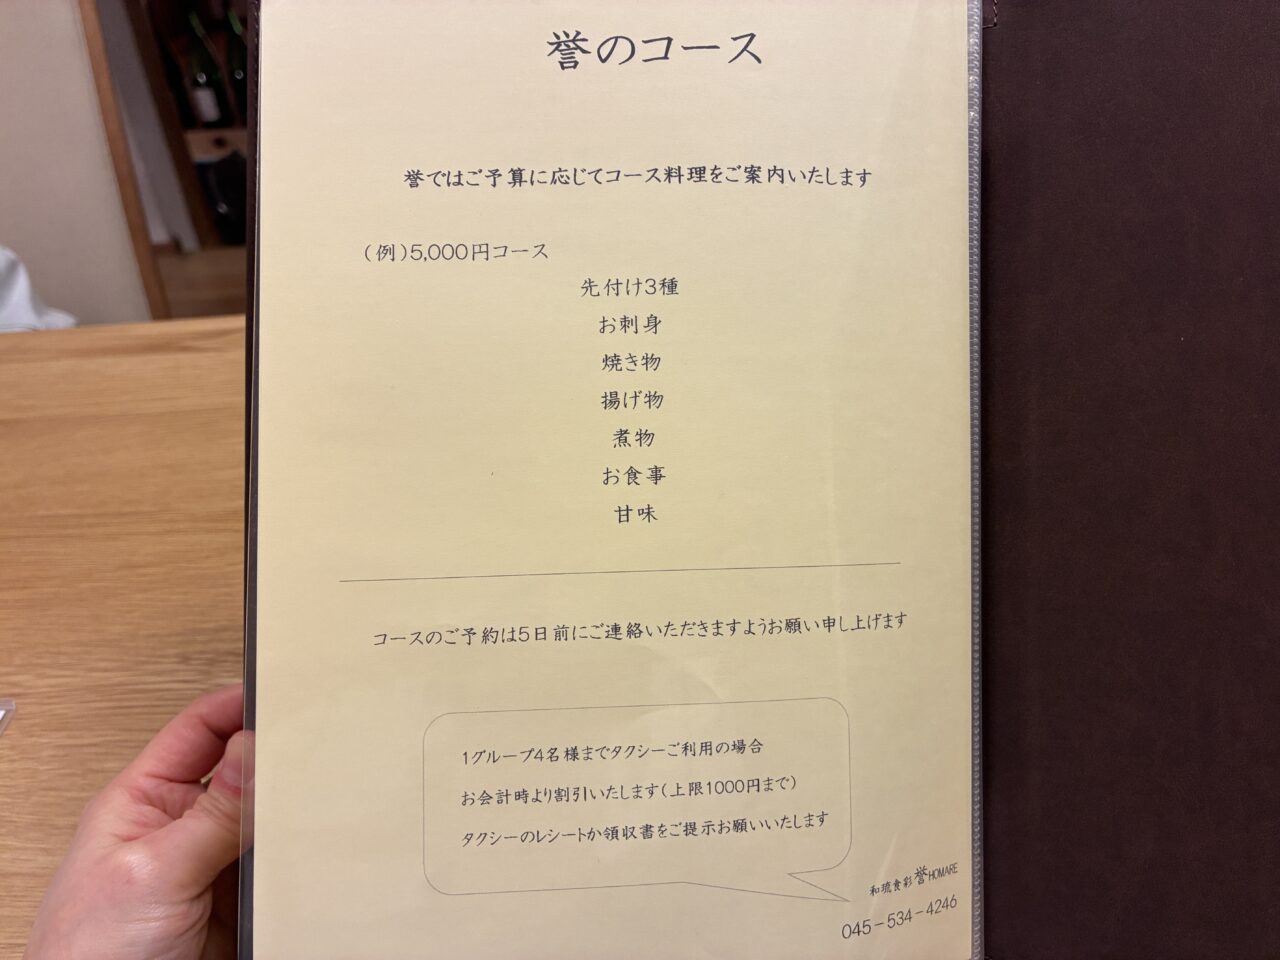 誉のコース
誉ではご予算に応じてコース料理をご案内いたします
（例）5,000円コース
先付け3種
お刺身
焼き物
揚げ物
煮物
お食事
甘味
コースのご予約は5日前にご連絡いただきますようお願い申し上げます
1グループ4名様までタクシーご利用の場合
お会計時より割引いたします（上限1000円まで）
タクシーのレシートか領収書をご提示お願いいたします
和琉食彩 誉 HOMARE
045-534-4246